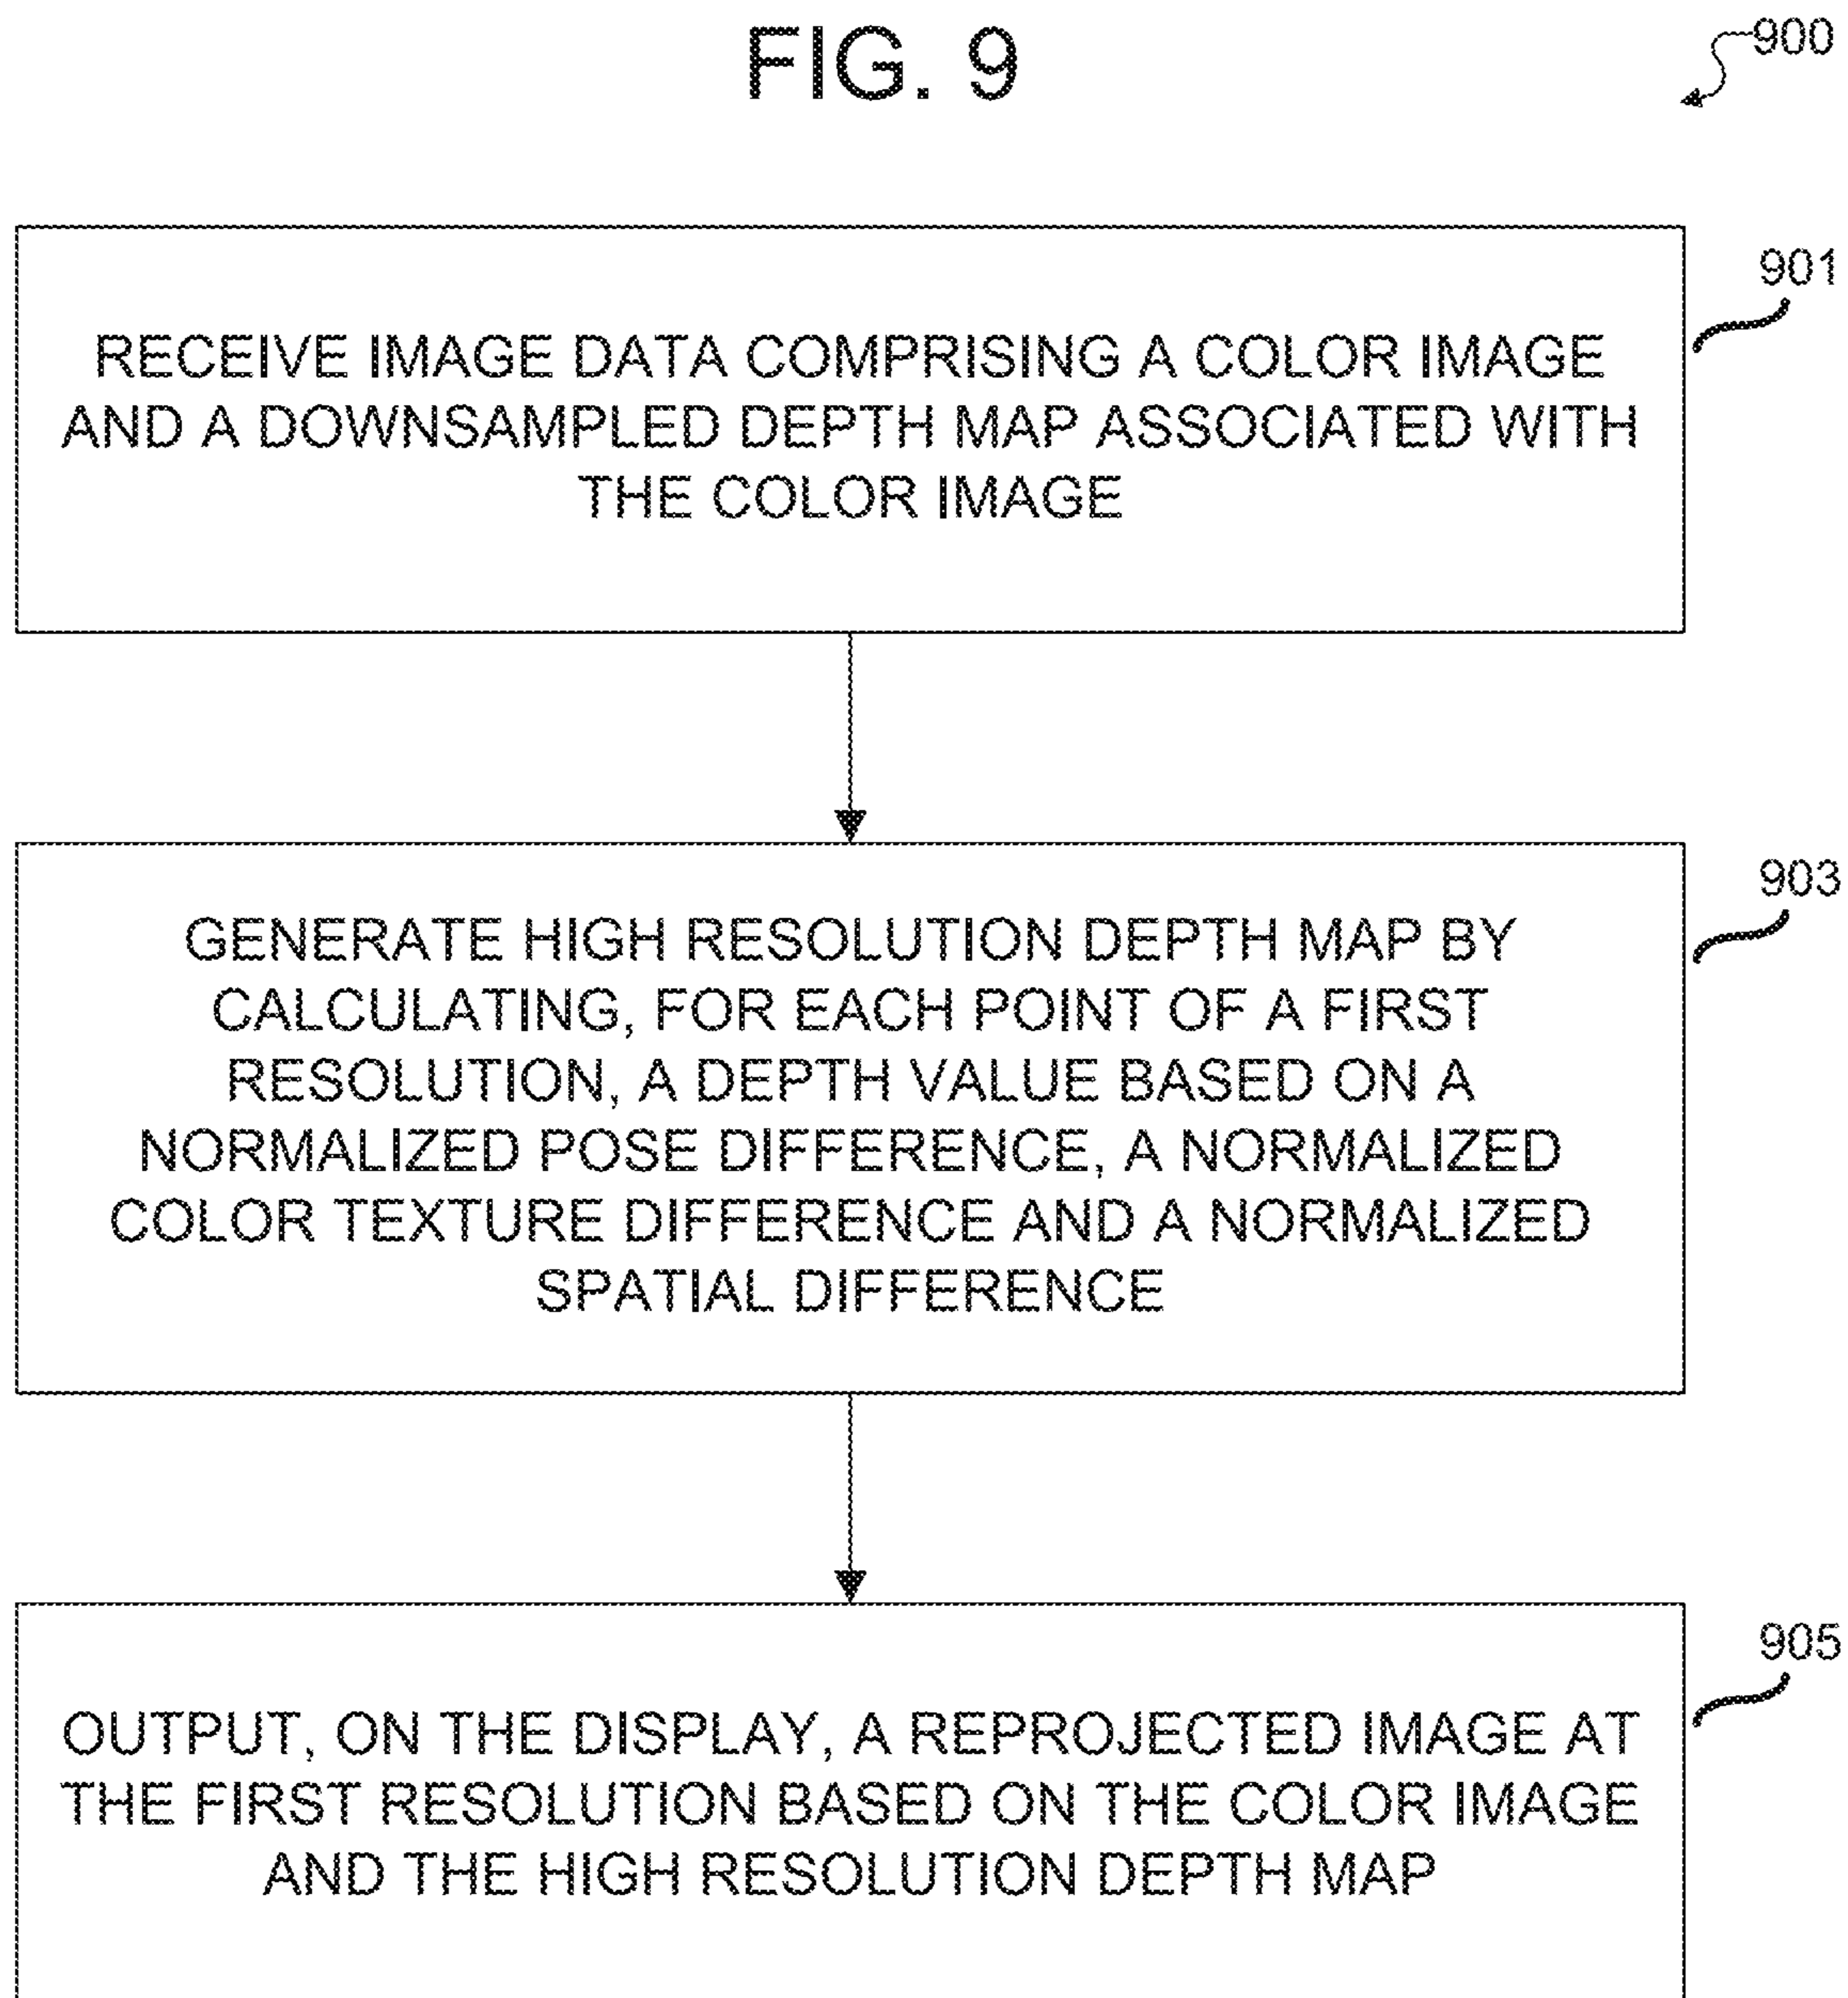 FIG. 9
900
901
RECEIVE IMAGE DATA COMPRISING A COLOR IMAGE
AND A DOWNSAMPLED DEPTH MAP ASSOCIATED WITH
THE COLOR IMAGE
903
GENERATE HIGH RESOLUTION DEPTH MAP BY
CALCULATING, FOR EACH POINT OF A FIRST
RESOLUTION, A DEPTH VALUE BASED ON A
NORMALIZED POSE DIFFERENCE, A NORMALIZED
COLOR TEXTURE DIFFERENCE AND A NORMALIZED
SPATIAL DIFFERENCE
905
OUTPUT, ON THE DISPLAY, A REPROJECTED IMAGE AT
THE FIRST RESOLUTION BASED ON THE COLOR IMAGE
AND THE HIGH RESOLUTION DEPTH MAP